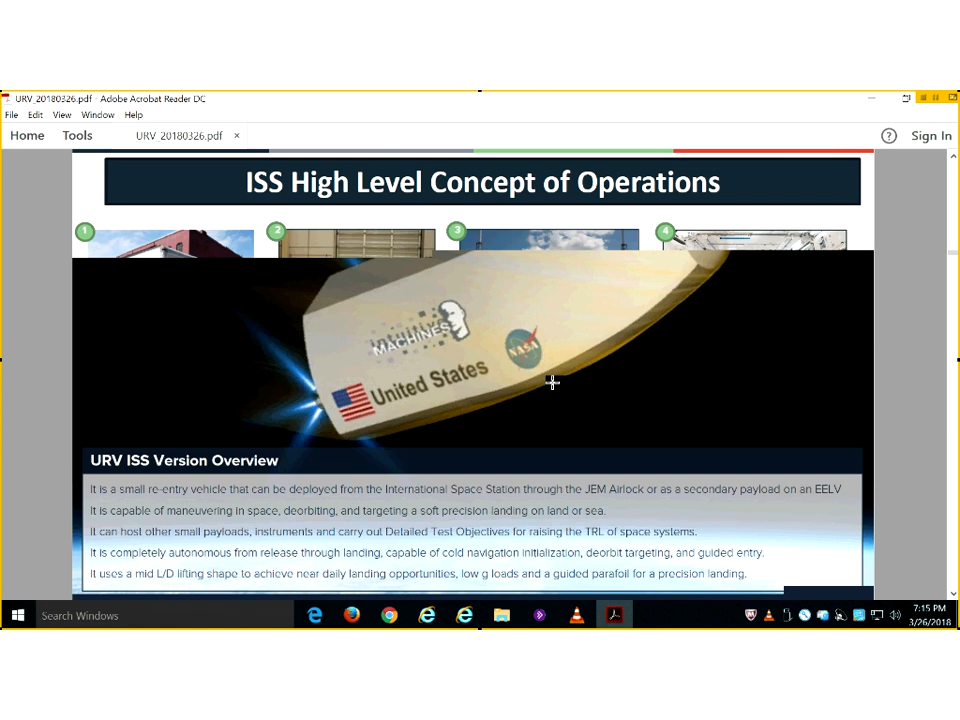 URV_20180326.pdf - Adobe Acrobat Reader DC
File Edit View Window Help
Home Tools URV_20180326.pdf × ? Sign In
ISS High Level Concept of Operations
1 2 3 4
intuitive
MACHINES
NASA
United States
URV ISS Version Overview
It is a small re-entry vehicle that can be deployed from the International Space Station through the JEM Airlock or as a secondary payload on an EELV
It is capable of maneuvering in space, deorbiting, and targeting a soft precision landing on land or sea.
It can host other small payloads, instruments and carry out Detailed Test Objectives for raising the TRL of space systems.
It is completely autonomous from release through landing, capable of cold navigation initialization, deorbit targeting, and guided entry.
It uses a mid L/D lifting shape to achieve near daily landing opportunities, low g loads and a guided parafoil for a precision landing.
Search Windows
7:15 PM
3/26/2018